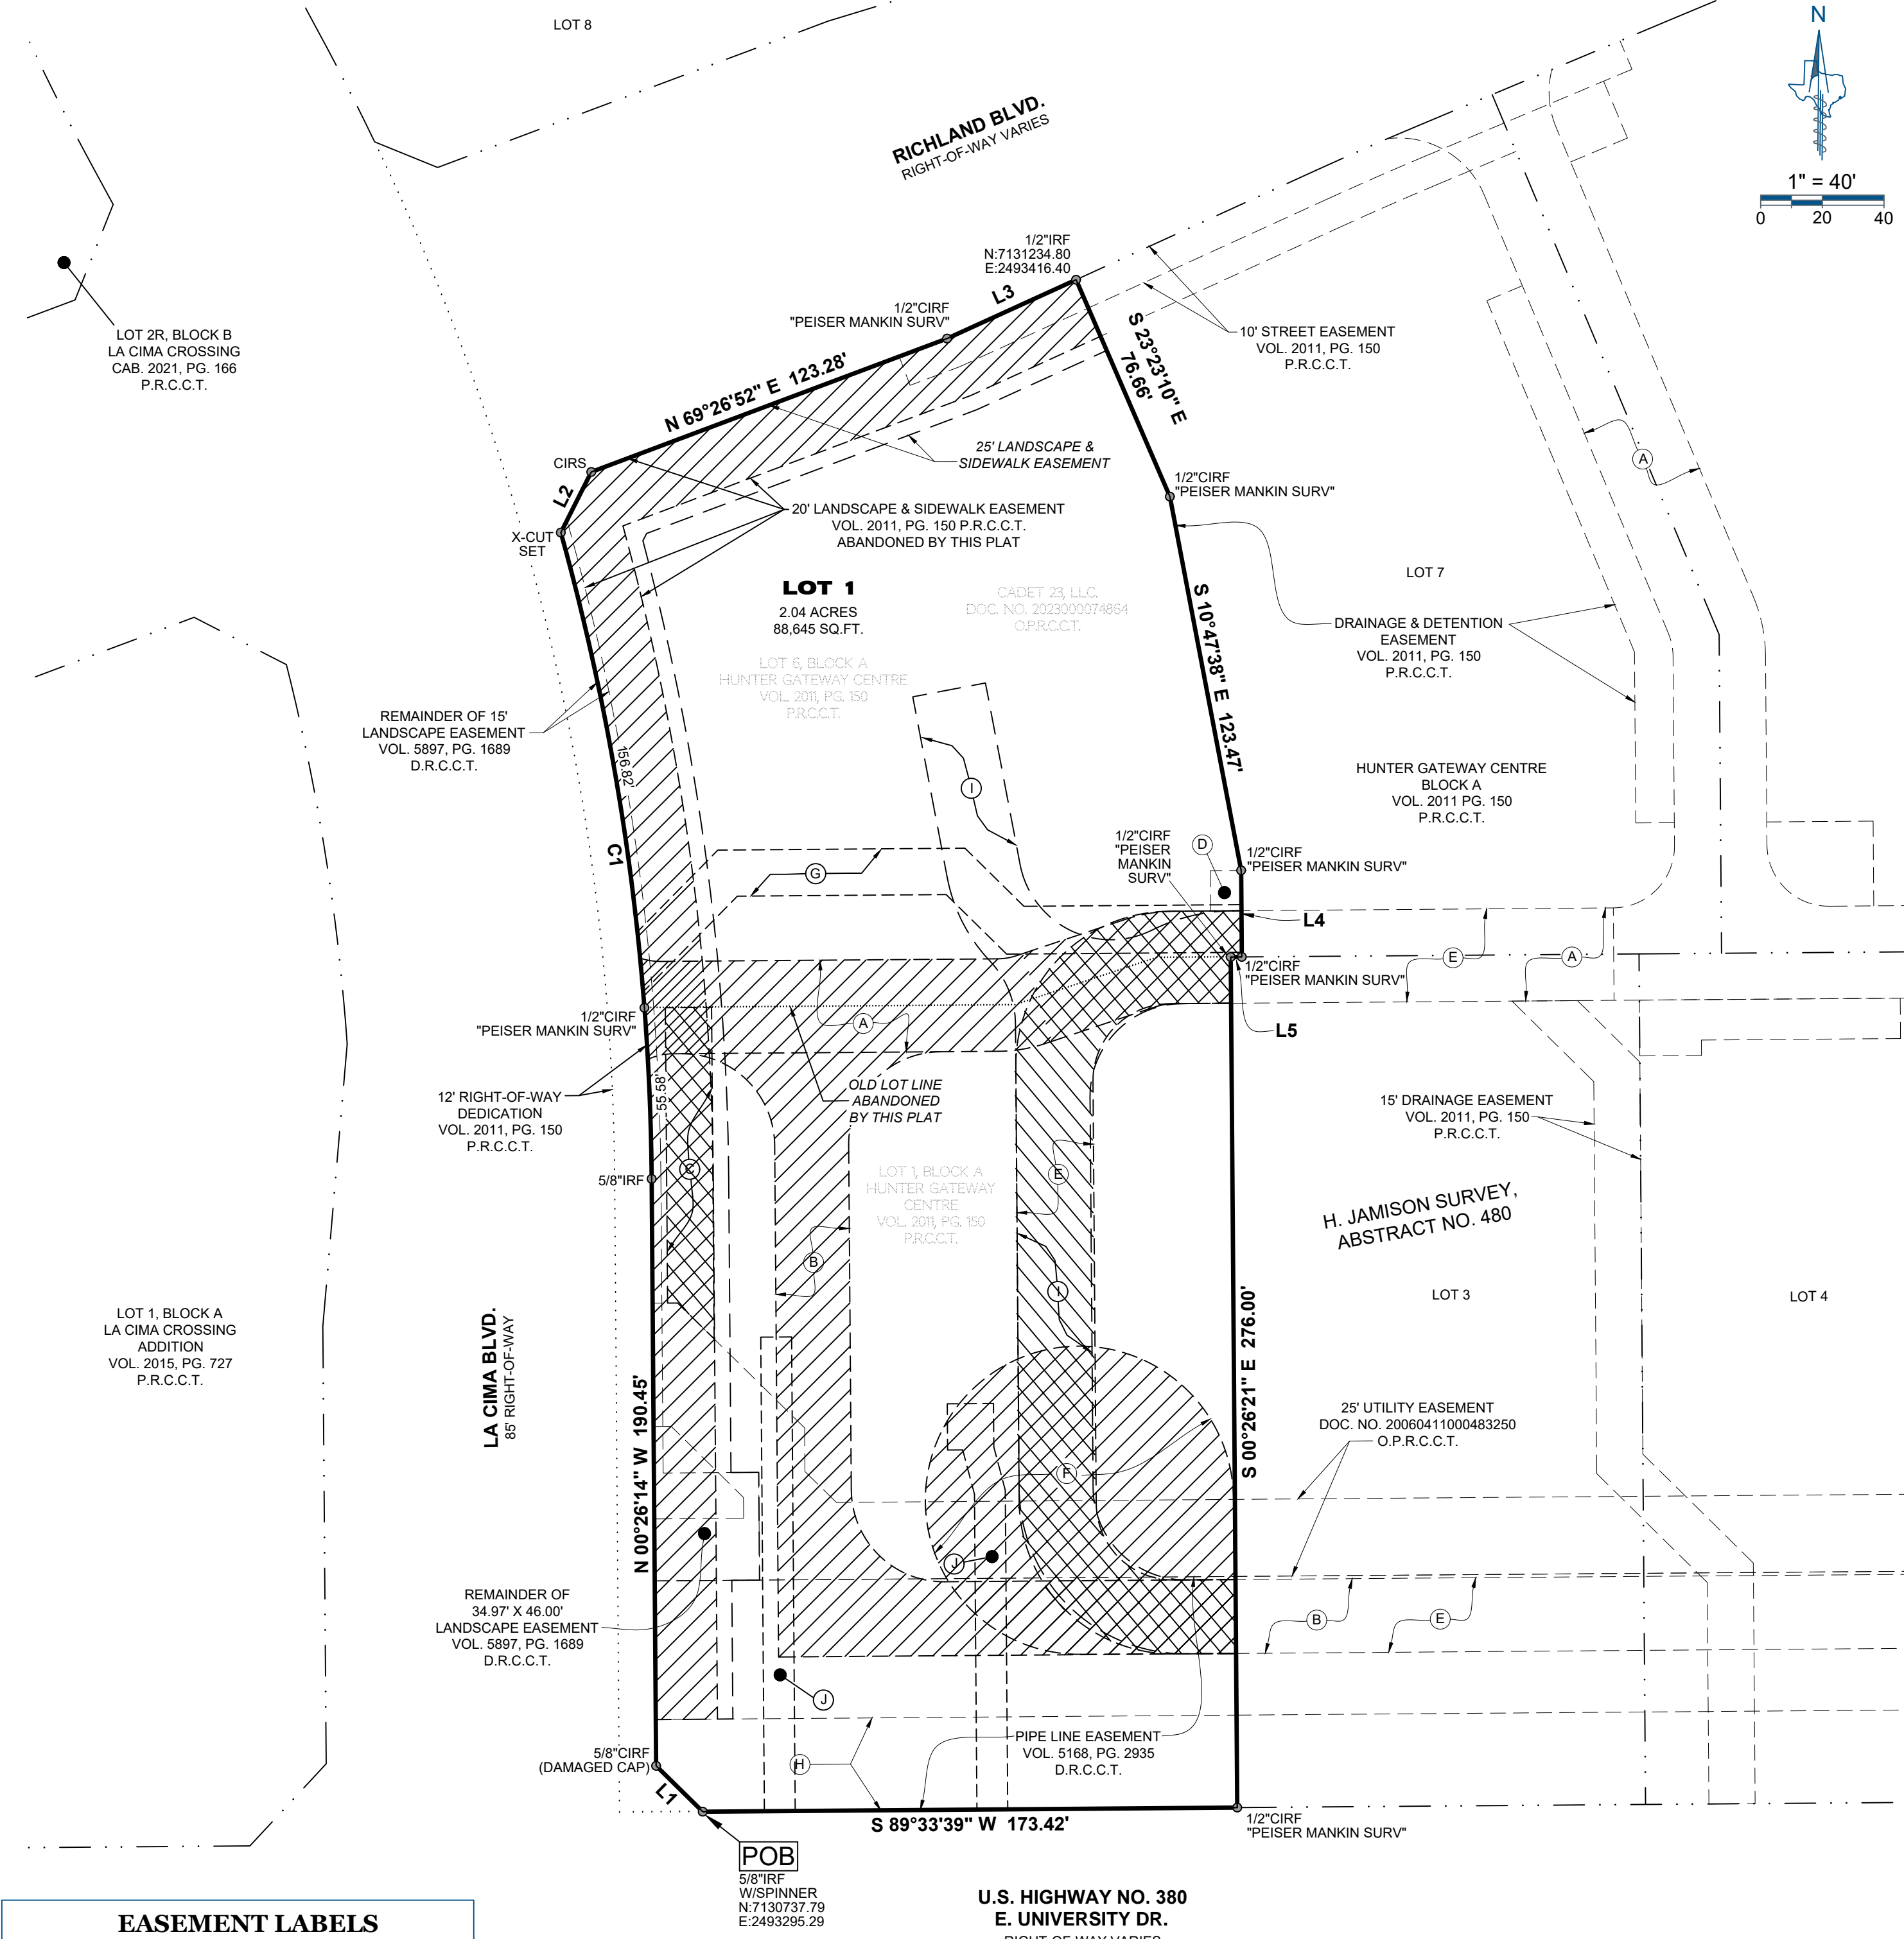 LOT 8
N
1" = 40'
0 20 40
RICHLAND BLVD.
RIGHT-OF-WAY VARIES
LOT 2R, BLOCK B
LA CIMA CROSSING
CAB. 2021, PG. 166
P.R.C.C.T.
1/2"IRF
N:7131234.80
E:2493416.40
L3
1/2"CIRF
"PEISER MANKIN SURV"
S 23°23'10" E
76.66'
10' STREET EASEMENT
VOL. 2011, PG. 150
P.R.C.C.T.
N 69°26'52" E 123.28'
25' LANDSCAPE &
SIDEWALK EASEMENT
A
CIRS
L2
X-CUT
SET
1/2"CIRF
"PEISER MANKIN SURV"
20' LANDSCAPE & SIDEWALK EASEMENT
VOL. 2011, PG. 150 P.R.C.C.T.
ABANDONED BY THIS PLAT
LOT 1
2.04 ACRES
88,645 SQ.FT.
CADET 23, LLC.
DOC. NO. 2023000074864
O.P.R.C.C.T.
LOT 7
S 10°47'38" E 123.47'
DRAINAGE & DETENTION
EASEMENT
VOL. 2011, PG. 150
P.R.C.C.T.
LOT 6, BLOCK A
HUNTER GATEWAY CENTRE
VOL. 2011, PG. 150
P.R.C.C.T.
REMAINDER OF 15'
LANDSCAPE EASEMENT
VOL. 5897, PG. 1689
D.R.C.C.T.
156.82'
I
HUNTER GATEWAY CENTRE
BLOCK A
VOL. 2011 PG. 150
P.R.C.C.T.
C1
G
1/2"CIRF
"PEISER
MANKIN
SURV"
D
1/2"CIRF
"PEISER MANKIN SURV"
L4
E
A
1/2"CIRF
"PEISER MANKIN SURV"
1/2"CIRF
"PEISER MANKIN SURV"
A
L5
12' RIGHT-OF-WAY
DEDICATION
VOL. 2011, PG. 150
P.R.C.C.T.
55.58'
OLD LOT LINE
ABANDONED
BY THIS PLAT
15' DRAINAGE EASEMENT
VOL. 2011, PG. 150
P.R.C.C.T.
5/8"IRF
C
LOT 1, BLOCK A
HUNTER GATEWAY
CENTRE
VOL. 2011, PG. 150
P.R.C.C.T.
E
H. JAMISON SURVEY,
ABSTRACT NO. 480
B
I
LOT 1, BLOCK A
LA CIMA CROSSING
ADDITION
VOL. 2015, PG. 727
P.R.C.C.T.
LOT 3
LOT 4
LA CIMA BLVD.
85' RIGHT-OF-WAY
N 00°26'14" W 190.45'
S 00°26'21" E 276.00'
25' UTILITY EASEMENT
DOC. NO. 20060411000483250
O.P.R.C.C.T.
F
J
REMAINDER OF
34.97' X 46.00'
LANDSCAPE EASEMENT
VOL. 5897, PG. 1689
D.R.C.C.T.
B
E
J
5/8"CIRF
(DAMAGED CAP)
H
PIPE LINE EASEMENT
VOL. 5168, PG. 2935
D.R.C.C.T.
L1
S 89°33'39" W 173.42'
1/2"CIRF
"PEISER MANKIN SURV"
POB
5/8"IRF
W/SPINNER
N:7130737.79
E:2493295.29
U.S. HIGHWAY NO. 380
E. UNIVERSITY DR.
RIGHT-OF-WAY VARIES
EASEMENT LABELS